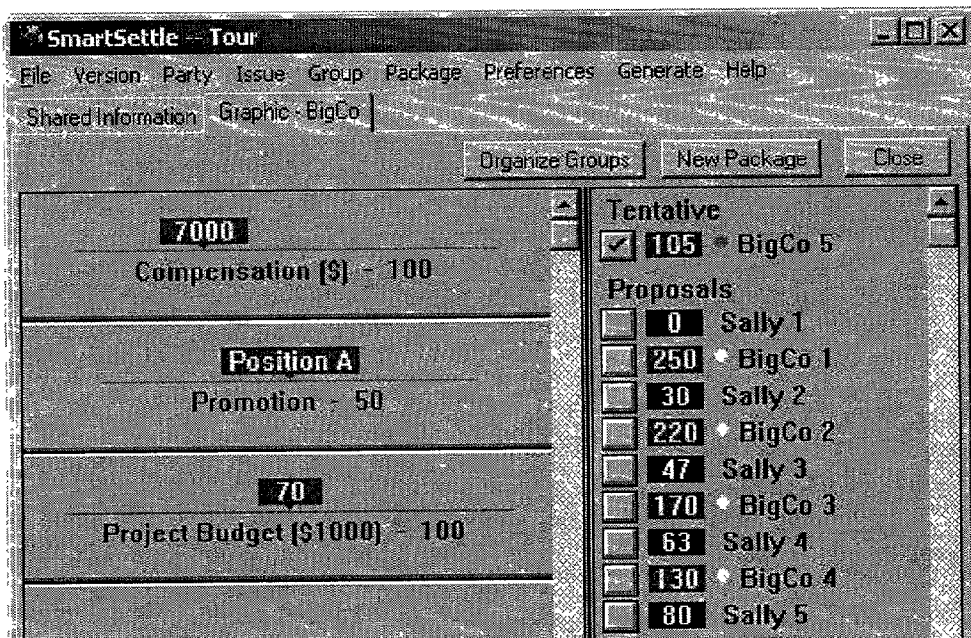 SmartSettle -- Tour
File Version Party Issue Group Package Preferences Generate Help
Shared Information Graphic - BigCo
Organize Groups New Package Close
7000
Compensation ($) - 100
Position A
Promotion - 50
70
Project Budget ($1000) - 100
Tentative
105 BigCo 5
Proposals
0 Sally 1
250 BigCo 1
30 Sally 2
220 BigCo 2
47 Sally 3
170 BigCo 3
63 Sally 4
130 BigCo 4
80 Sally 5